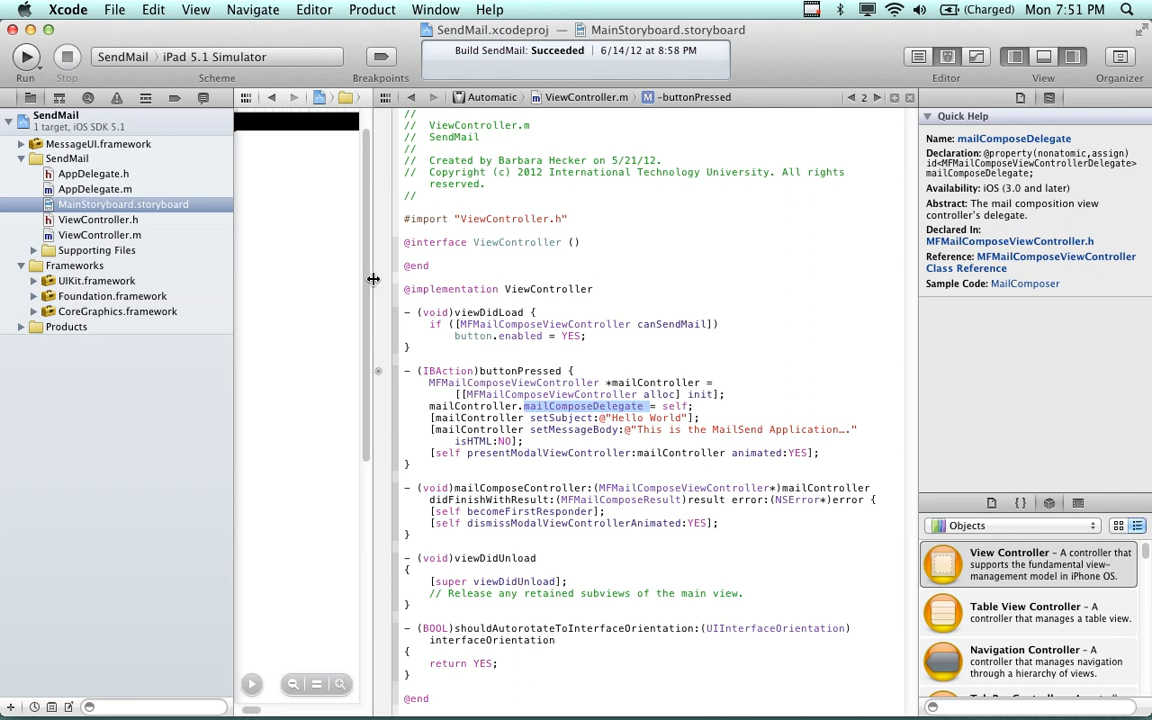 Xcode File Edit View Navigate Editor Product Window Help (Charged) Mon 7:51 PM
SendMail.xcodeproj — MainStoryboard.storyboard
SendMail iPad 5.1 Simulator
Build SendMail: Succeeded 6/14/12 at 8:58 PM
Run Stop Scheme Breakpoints Editor View Organizer
Automatic ViewController.m -buttonPressed 2
SendMail
1 target, iOS SDK 5.1
MessageUI.framework
SendMail
AppDelegate.h
AppDelegate.m
MainStoryboard.storyboard
ViewController.h
ViewController.m
Supporting Files
Frameworks
UIKit.framework
Foundation.framework
CoreGraphics.framework
Products
//
//  ViewController.m
//  SendMail
//
//  Created by Barbara Hecker on 5/21/12.
//  Copyright (c) 2012 International Technology University. All rights
reserved.
//
#import "ViewController.h"
@interface ViewController ()
@end
@implementation ViewController
- (void)viewDidLoad {
if ([MFMailComposeViewController canSendMail])
button.enabled = YES;
}
- (IBAction)buttonPressed {
MFMailComposeViewController *mailController =
[[MFMailComposeViewController alloc] init];
mailController.mailComposeDelegate = self;
[mailController setSubject:@"Hello World"];
[mailController setMessageBody:@"This is the MailSend Application…."
isHTML:NO];
[self presentModalViewController:mailController animated:YES];
}
- (void)mailComposeController:(MFMailComposeViewController*)mailController
didFinishWithResult:(MFMailComposeResult)result error:(NSError*)error {
[self becomeFirstResponder];
[self dismissModalViewControllerAnimated:YES];
}
- (void)viewDidUnload
{
[super viewDidUnload];
// Release any retained subviews of the main view.
}
- (BOOL)shouldAutorotateToInterfaceOrientation:(UIInterfaceOrientation)
interfaceOrientation
{
return YES;
}
@end
Quick Help
Name: mailComposeDelegate
Declaration: @property(nonatomic,assign)
id<MFMailComposeViewControllerDelegate>
mailComposeDelegate;
Availability: iOS (3.0 and later)
Abstract: The mail composition view
controller's delegate.
Declared In:
MFMailComposeViewController.h
Reference: MFMailComposeViewController
Class Reference
Sample Code: MailComposer
{ }
Objects
View Controller – A controller that
supports the fundamental view-
management model in iPhone OS.
Table View Controller – A
controller that manages a table view.
Navigation Controller – A
controller that manages navigation
through a hierarchy of views.